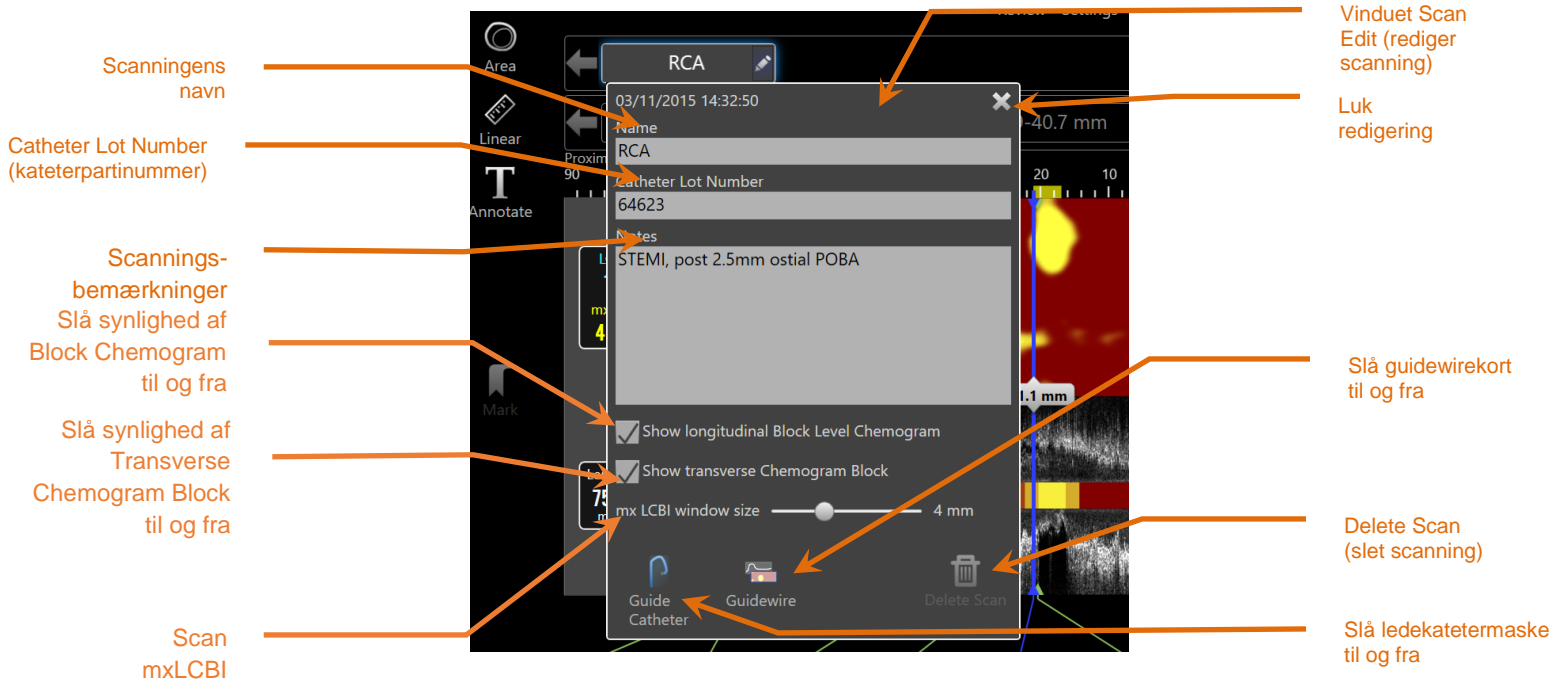 Scanningens
navn
Catheter Lot Number
(kateterpartinummer)
Scannings-
bemærkninger
Slå synlighed af
Block Chemogram
til og fra
Slå synlighed af
Transverse
Chemogram Block
til og fra
Scan
mxLCBI
Area
Linear
Annotate
Mark
RCA
03/11/2015 14:32:50
Name
RCA
Catheter Lot Number
64623
Notes
STEMI, post 2.5mm ostial POBA
Show longitudinal Block Level Chemogram
Show transverse Chemogram Block
mx LCBI window size 4 mm
Guide
Catheter
Guidewire
Delete Scan
-40.7 mm
90 20 10
1.1 mm
Vinduet Scan
Edit (rediger
scanning)
Luk
redigering
Slå guidewirekort
til og fra
Delete Scan
(slet scanning)
Slå ledekatetermaske
til og fra